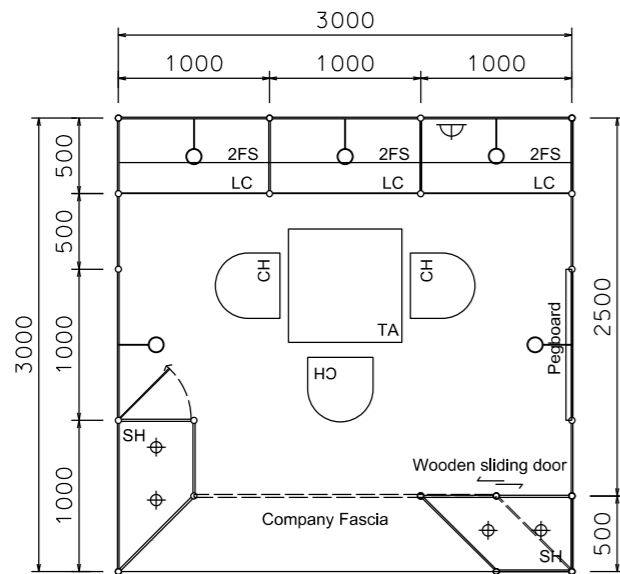 3000
1000 1000 1000
500
500
1000
1000
3000
2500
500
2FS
LC
2FS
LC
2FS
LC
CH
CH
TA
CH
Pegboard
SH
Wooden sliding door
Company Fascia
SH